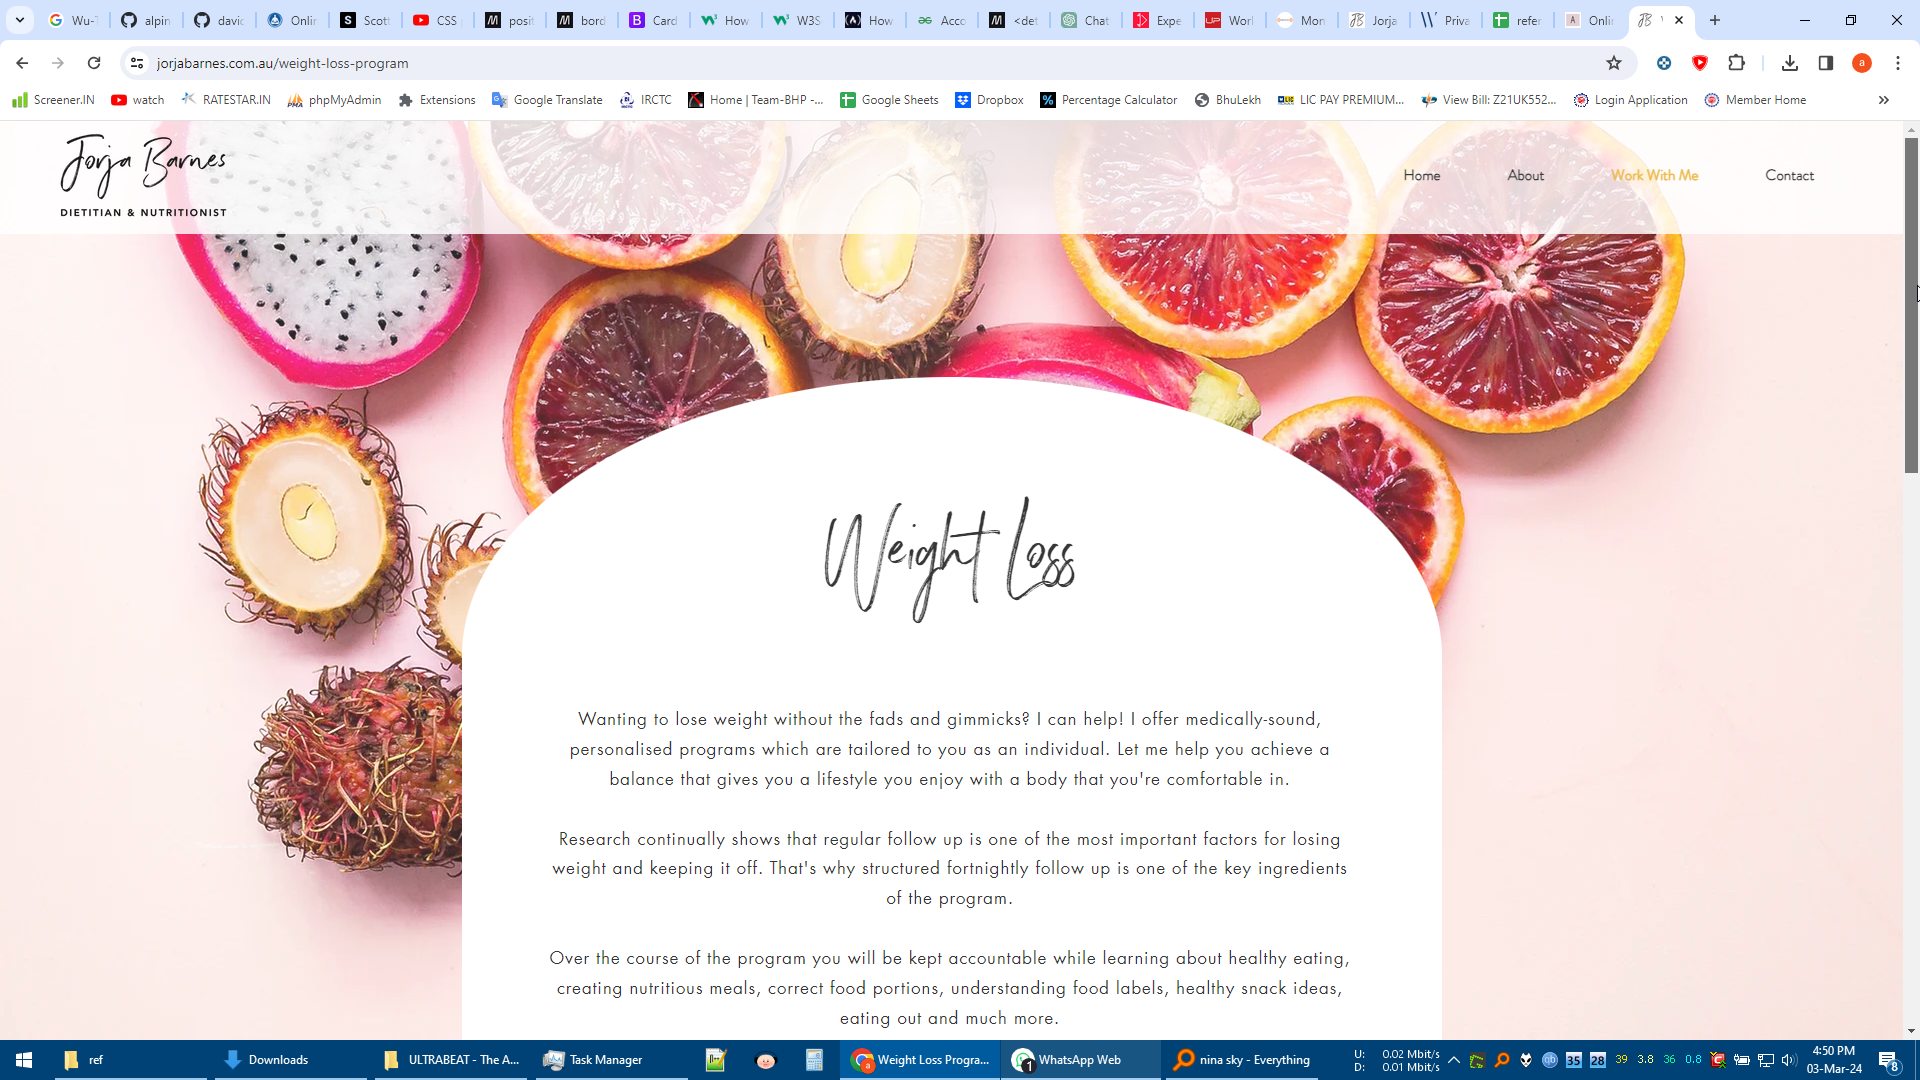 Wu-T
alpin
davic
Onlin
Scott
CSS
posit
bord
Card
How
W3S
How
Acco
<det
Chat
Expe
Worl
Mon
Jorja
Priva
refer
Onlin
jorjabarnes.com.au/weight-loss-program
a
Screener.IN
watch
RATESTAR.IN
phpMyAdmin
Extensions
Google Translate
IRCTC
Home | Team-BHP -...
Google Sheets
Dropbox
Percentage Calculator
BhuLekh
LIC PAY PREMIUM...
View Bill: Z21UK552...
Login Application
Member Home
Jorja Barnes
DIETITIAN & NUTRITIONIST
Home
About
Work With Me
Contact
Weight Loss
Wanting to lose weight without the fads and gimmicks? I can help! I offer medically-sound,
personalised programs which are tailored to you as an individual. Let me help you achieve a
balance that gives you a lifestyle you enjoy with a body that you're comfortable in.
Research continually shows that regular follow up is one of the most important factors for losing
weight and keeping it off. That's why structured fortnightly follow up is one of the key ingredients
of the program.
Over the course of the program you will be kept accountable while learning about healthy eating,
creating nutritious meals, correct food portions, understanding food labels, healthy snack ideas,
eating out and much more.
ref
Downloads
ULTRABEAT - The A...
Task Manager
Weight Loss Progra...
1
WhatsApp Web
nina sky - Everything
U: 0.02 Mbit/s
D: 0.01 Mbit/s
35
28
39
3.8
36
0.8
4:50 PM
03-Mar-24
8